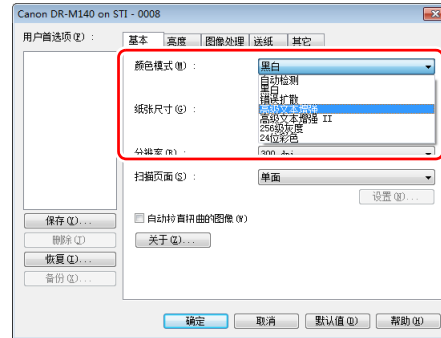 Canon DR-M140 on STI - 0008
用户首选项(P)：
基本 亮度 图像处理 送纸 其它
颜色模式(M)：
黑白
自动检测
黑白
错误扩散
高级文本增强
高级文本增强 II
256级灰度
24位彩色
纸张尺寸(G)：
分辨率(R)：
300 dpi
扫描页面(S)：
单面
设置(N)...
自动拉直扭曲的图像(Y)
关于(Z)...
保存(V)...
删除(J)
恢复(L)...
备份(X)...
确定 取消 默认值(D) 帮助(H)